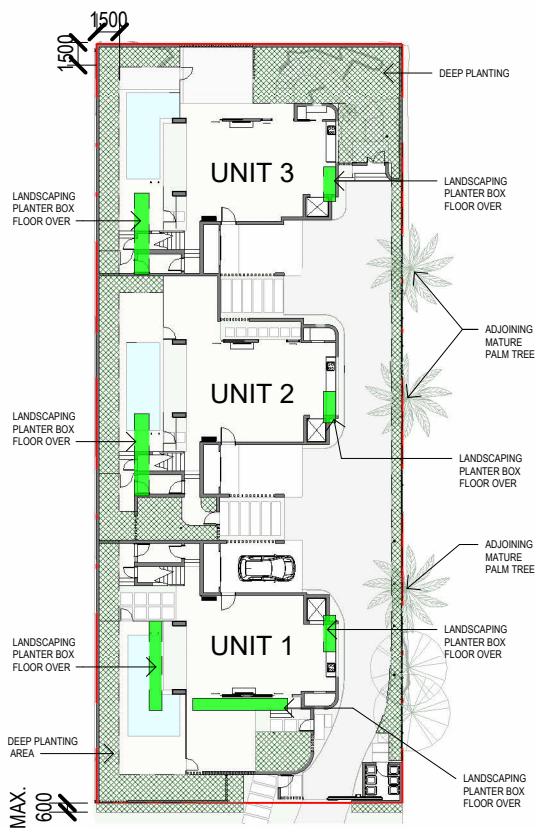 1500
1500
DEEP PLANTING
UNIT 3
LANDSCAPING
PLANTER BOX
FLOOR OVER
LANDSCAPING
PLANTER BOX
FLOOR OVER
ADJOINING
MATURE
PALM TREE
UNIT 2
LANDSCAPING
PLANTER BOX
FLOOR OVER
LANDSCAPING
PLANTER BOX
FLOOR OVER
ADJOINING
MATURE
PALM TREE
UNIT 1
LANDSCAPING
PLANTER BOX
FLOOR OVER
LANDSCAPING
PLANTER BOX
FLOOR OVER
DEEP PLANTING
AREA
LANDSCAPING
PLANTER BOX
FLOOR OVER
MAX.
600